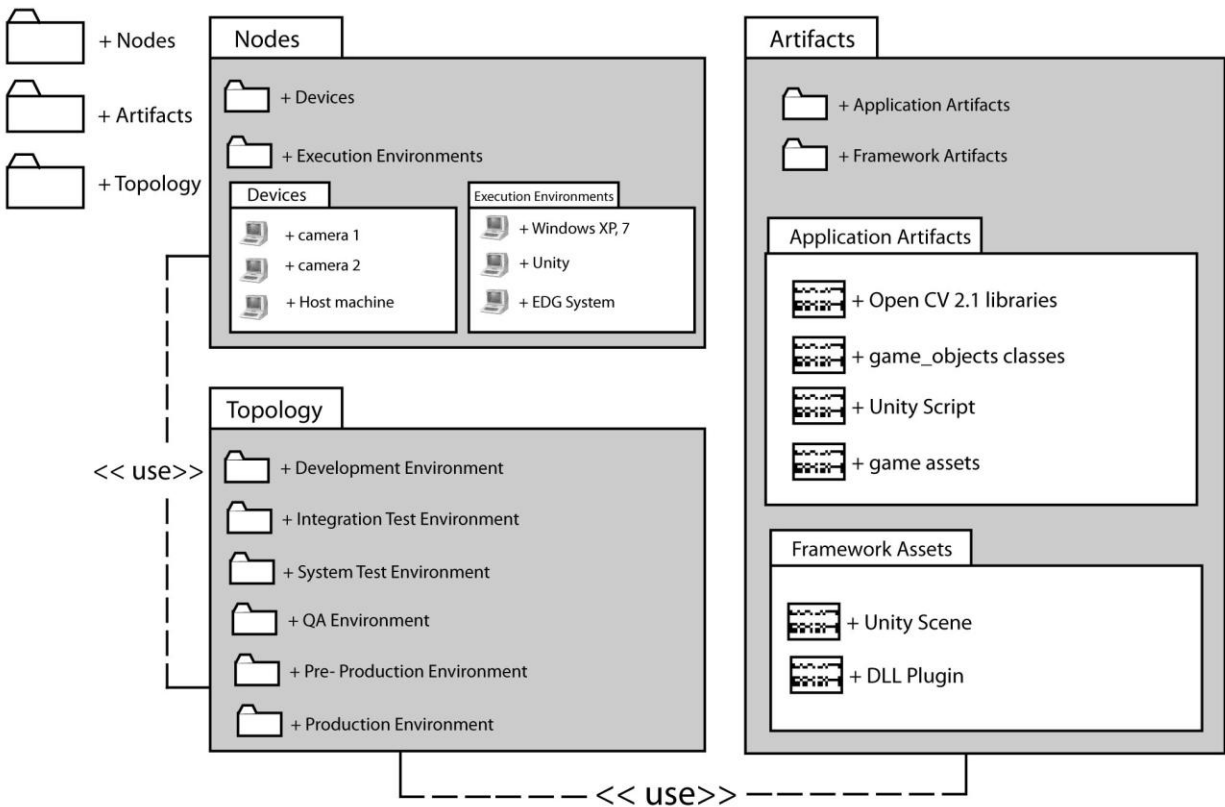 + Nodes
+ Artifacts
+ Topology
Nodes
+ Devices
+ Execution Environments
Devices
+ camera 1
+ camera 2
+ Host machine
Execution Environments
+ Windows XP, 7
+ Unity
+ EDG System
<< use>>
Topology
+ Development Environment
+ Integration Test Environment
+ System Test Environment
+ QA Environment
+ Pre- Production Environment
+ Production Environment
Artifacts
+ Application Artifacts
+ Framework Artifacts
Application Artifacts
+ Open CV 2.1 libraries
+ game_objects classes
+ Unity Script
+ game assets
Framework Assets
+ Unity Scene
+ DLL Plugin
<< use>>